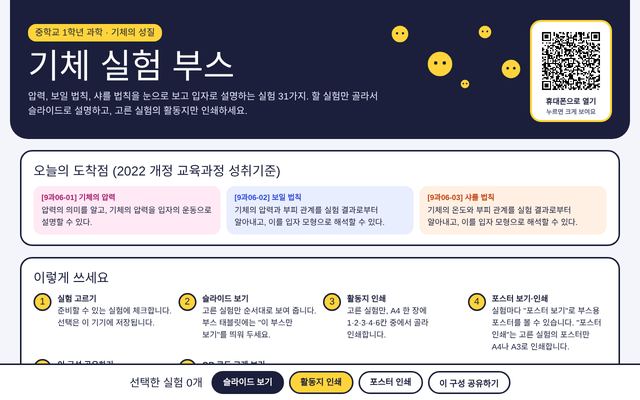 중학교 1학년 과학 · 기체의 성질
기체 실험 부스
압력, 보일 법칙, 샤를 법칙을 눈으로 보고 입자로 설명하는 실험 31가지. 할 실험만 골라서
슬라이드로 설명하고, 고른 실험의 활동지만 인쇄하세요.
휴대폰으로 열기
누르면 크게 보여요
오늘의 도착점 (2022 개정 교육과정 성취기준)
[9과06-01] 기체의 압력
압력의 의미를 알고, 기체의 압력을 입자의 운동으로
설명할 수 있다.
[9과06-02] 보일 법칙
기체의 압력과 부피 관계를 실험 결과로부터
알아내고, 이를 입자 모형으로 해석할 수 있다.
[9과06-03] 샤를 법칙
기체의 온도와 부피 관계를 실험 결과로부터
알아내고, 이를 입자 모형으로 해석할 수 있다.
이렇게 쓰세요
1
실험 고르기
준비할 수 있는 실험에 체크합니다.
선택은 이 기기에 저장됩니다.
2
슬라이드 보기
고른 실험만 순서대로 보여 줍니다.
부스 태블릿에는 "이 부스만
보기"를 띄워 두세요.
3
활동지 인쇄
고른 실험만, A4 한 장에
1·2·3·4·6칸 중에서 골라
인쇄합니다.
4
포스터 보기·인쇄
실험마다 "포스터 보기"로 부스용
포스터를 볼 수 있습니다. "포스터
인쇄"는 고른 실험의 포스터만
A4나 A3로 인쇄합니다.
선택한 실험 0개
슬라이드 보기
활동지 인쇄
포스터 인쇄
이 구성 공유하기